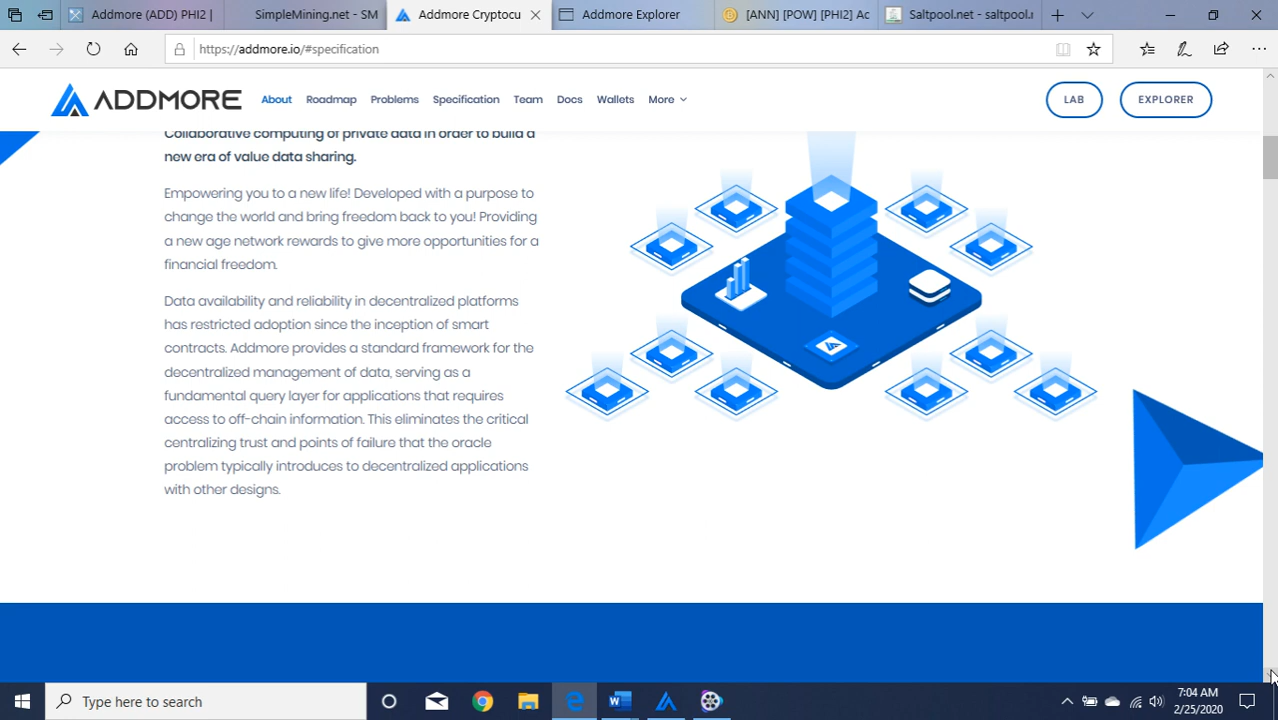 Addmore (ADD) PHI2 |
SimpleMining.net - SM
Addmore Cryptocu
Addmore Explorer
[ANN] [POW] [PHI2] Ac
Saltpool.net - saltpool.r
https://addmore.io/#specification
ADDMORE
About
Roadmap
Problems
Specification
Team
Docs
Wallets
More
LAB
EXPLORER
Collaborative computing of private data in order to build a
new era of value data sharing.
Empowering you to a new life! Developed with a purpose to
change the world and bring freedom back to you! Providing
a new age network rewards to give more opportunities for a
financial freedom.
Data availability and reliability in decentralized platforms
has restricted adoption since the inception of smart
contracts. Addmore provides a standard framework for the
decentralized management of data, serving as a
fundamental query layer for applications that requires
access to off-chain information. This eliminates the critical
centralizing trust and points of failure that the oracle
problem typically introduces to decentralized applications
with other designs.
Type here to search
7:04 AM
2/25/2020